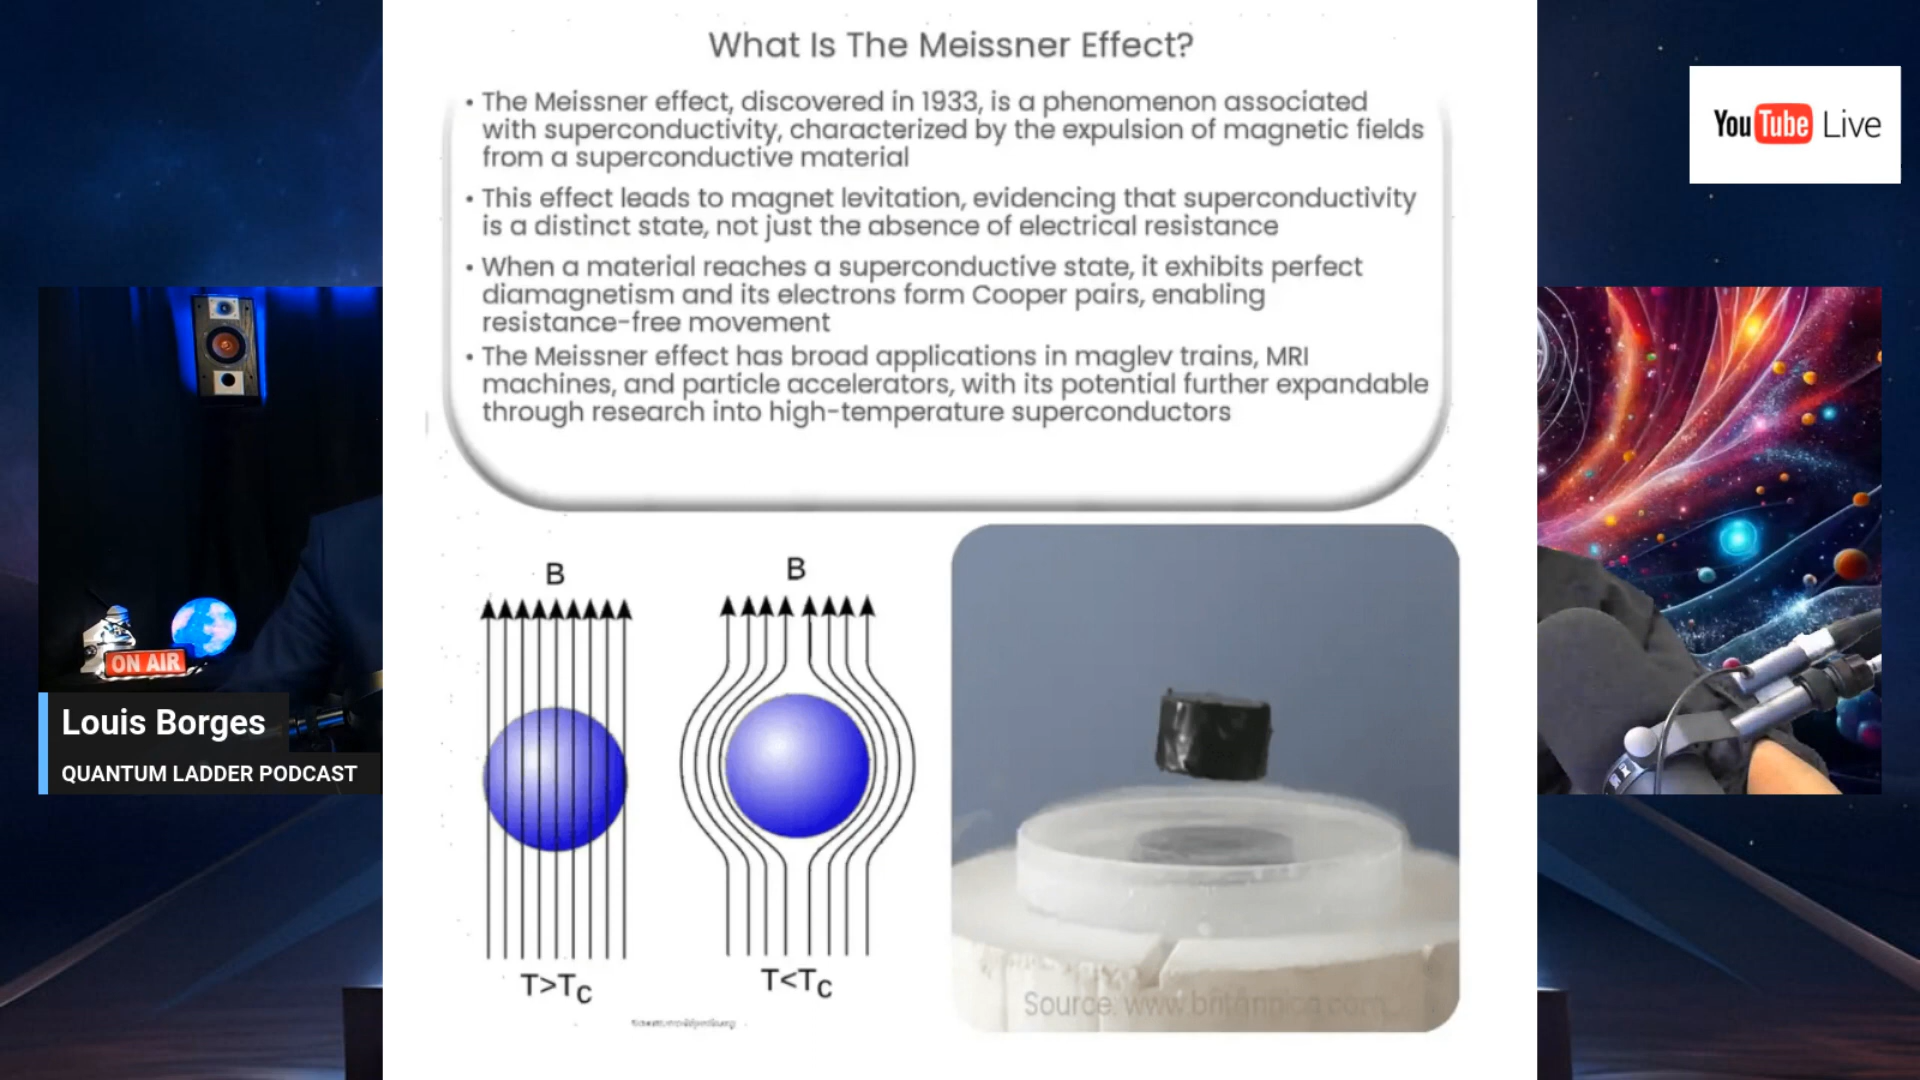 What Is The Meissner Effect?
• The Meissner effect, discovered in 1933, is a phenomenon associated
with superconductivity, characterized by the expulsion of magnetic fields
from a superconductive material
• This effect leads to magnet levitation, evidencing that superconductivity
is a distinct state, not just the absence of electrical resistance
• When a material reaches a superconductive state, it exhibits perfect
diamagnetism and its electrons form Cooper pairs, enabling
resistance-free movement
• The Meissner effect has broad applications in maglev trains, MRI
machines, and particle accelerators, with its potential further expandable
through research into high-temperature superconductors
YouTube Live
ON AIR
Louis Borges
QUANTUM LADDER PODCAST
B
B
T>Tc
T<Tc
Source: www.britannica.com